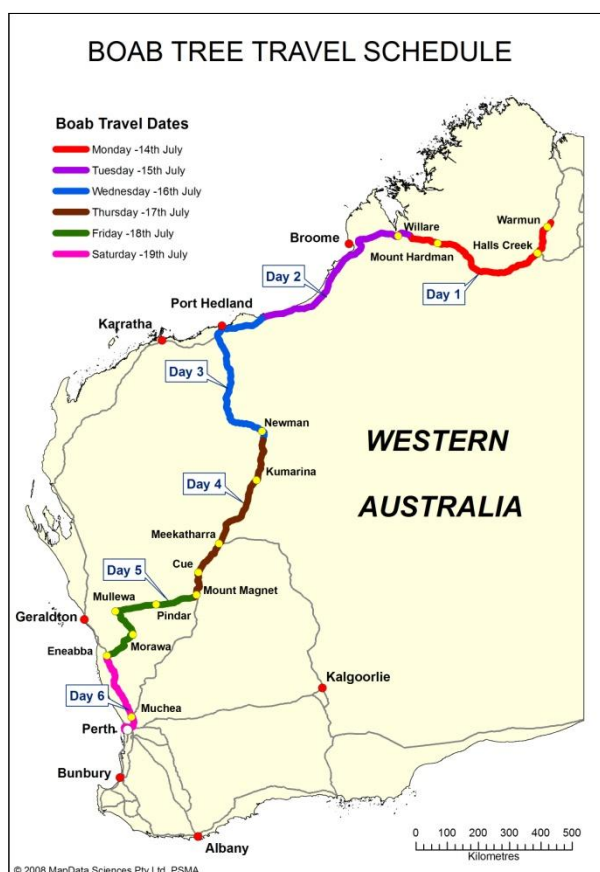 BOAB TREE TRAVEL SCHEDULE
Boab Travel Dates
Monday -14th July
Tuesday -15th July
Wednesday -16th July
Thursday -17th July
Friday -18th July
Saturday -19th July
Warmun
Willare
Broome
Mount Hardman
Halls Creek
Day 2
Day 1
Port Hedland
Karratha
Day 3
Newman
WESTERN
Kumarina
Day 4
AUSTRALIA
Meekatharra
Cue
Day 5
Mount Magnet
Mullewa
Pindar
Geraldton
Morawa
Eneabba
Kalgoorlie
Day 6
Muchea
Perth
Bunbury
Albany
0 50 100 200 300 400 500
Kilometres
© 2008 MapData Sciences Pty Ltd, PSMA